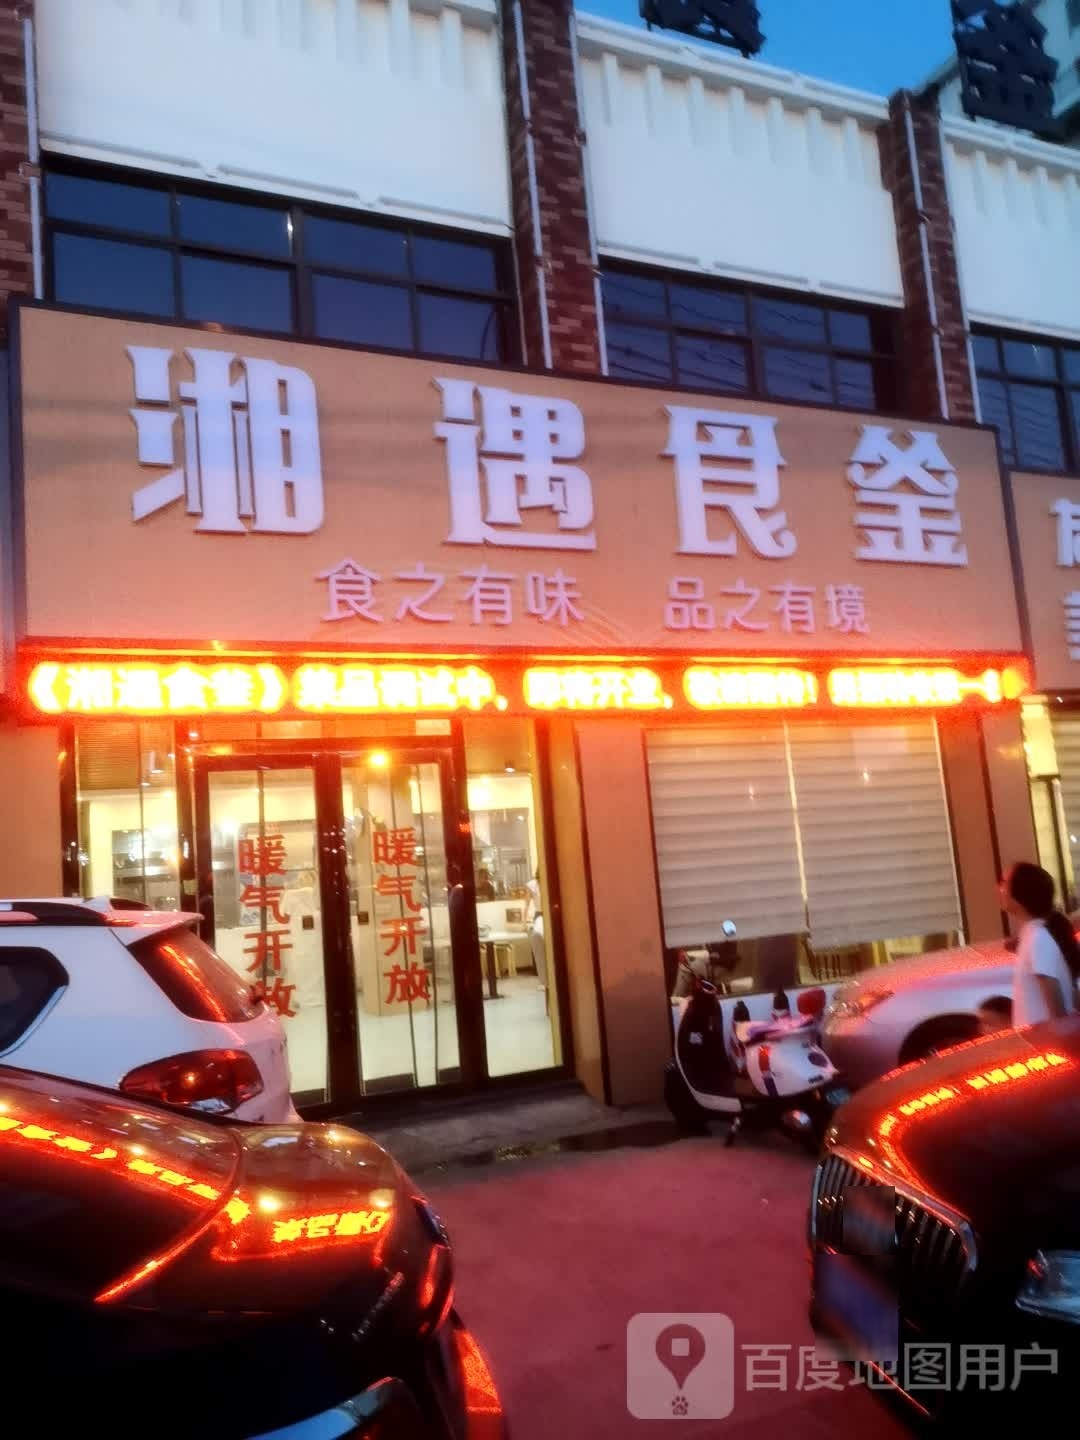 湘遇食釜
食之有味 品之有境
《湘遇食釜》菜品调试中，即将开业，敬请期待！
暖气开放
暖气开放
百度地图用户